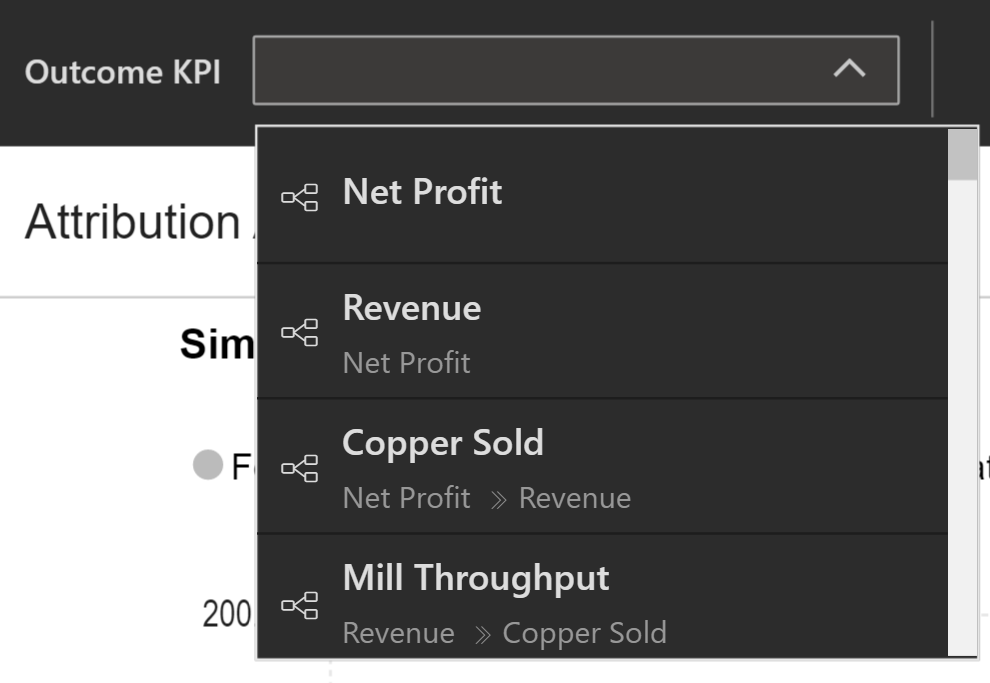 Outcome KPI
Net Profit
Attribution
Revenue
Net Profit
Sim
Copper Sold
Net Profit » Revenue
Mill Throughput
Revenue » Copper Sold
200